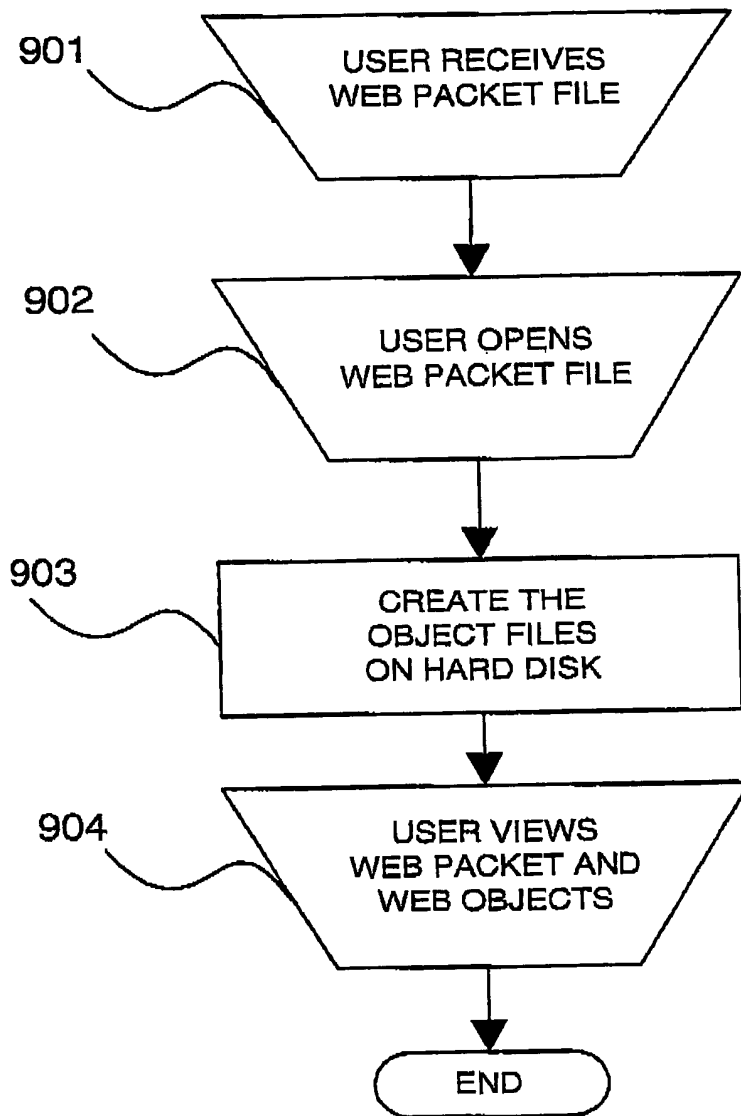 901
USER RECEIVES
WEB PACKET FILE
902
USER OPENS
WEB PACKET FILE
903
CREATE THE
OBJECT FILES
ON HARD DISK
904
USER VIEWS
WEB PACKET AND
WEB OBJECTS
END